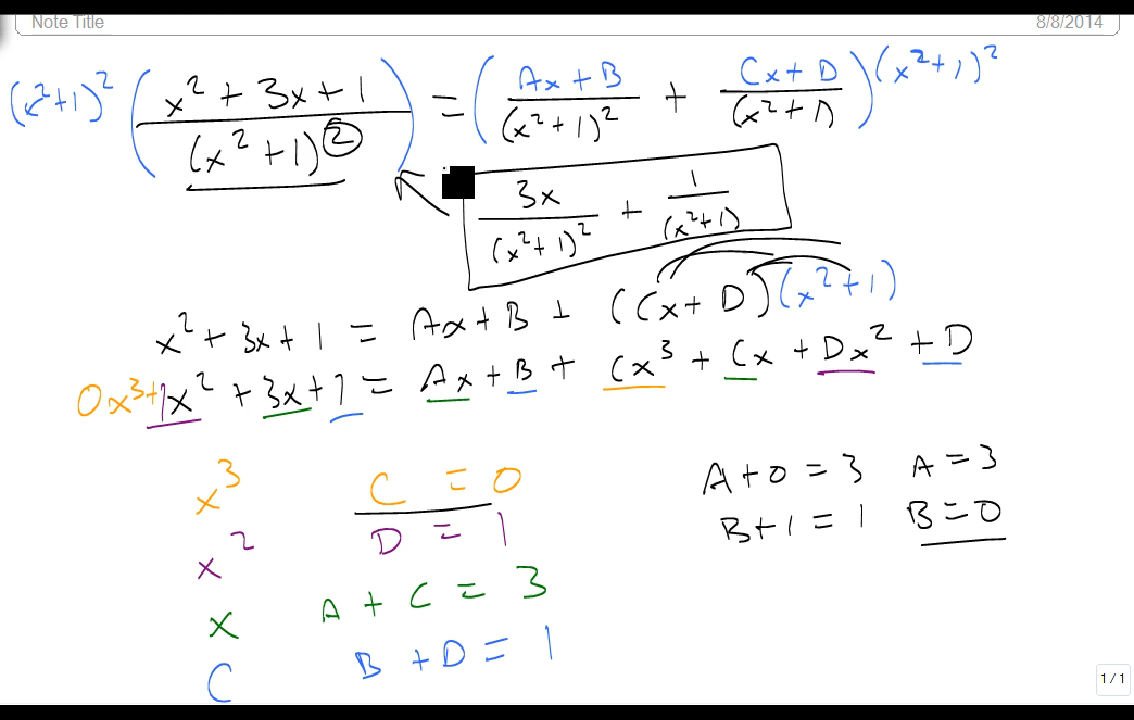 Note Title 8/8/2014
(x²+1)² ( (x² + 3x + 1)/(x² + 1)² ) = ( (Ax + B)/(x² + 1)² + (Cx + D)/(x² + 1) ) (x² + 1)²
3x/(x² + 1)² + 1/(x² + 1)
x² + 3x + 1 = Ax + B + (Cx + D)(x² + 1)
0x³ + 1x² + 3x + 1 = Ax + B + Cx³ + Cx + Dx² + D
x³ C = 0 A + 0 = 3 A = 3
x² D = 1 B + 1 = 1 B = 0
x A + C = 3
C B + D = 1
1/1